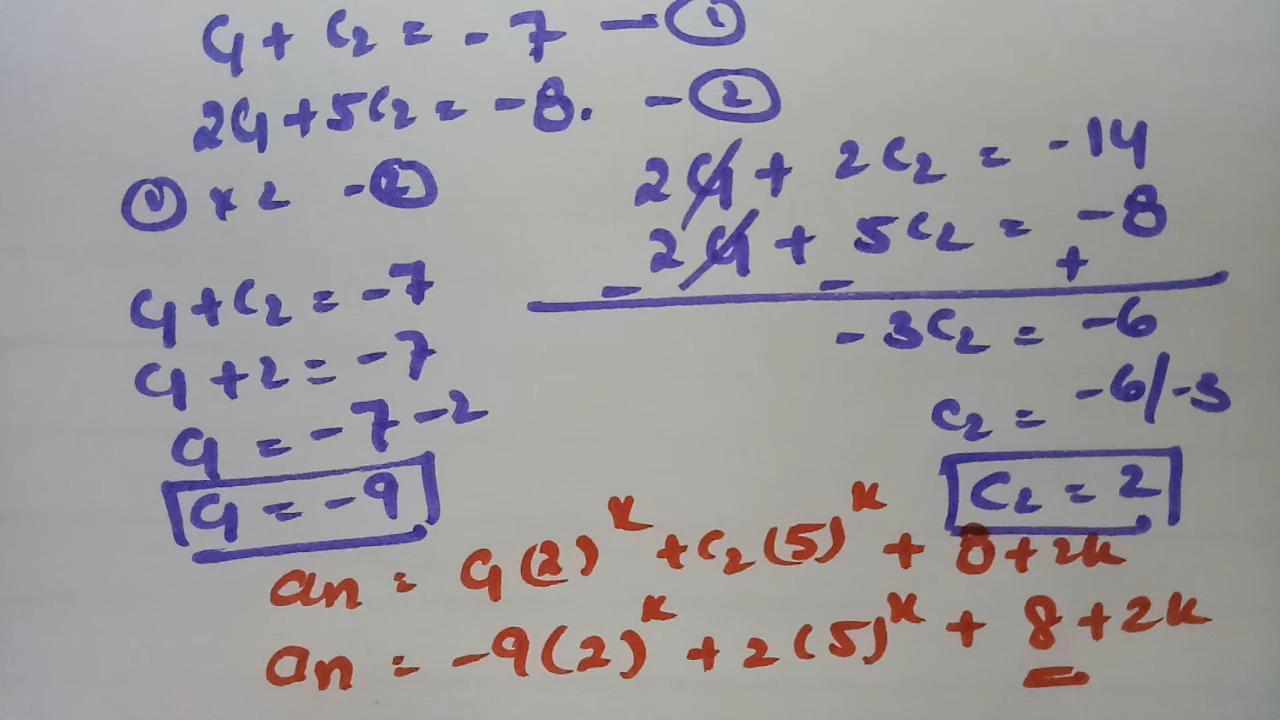 C1 + C2 = -7 — ①
2C1 + 5C2 = -8. - ②
① x 2 - ②
2C1 + 2C2 = -14
2C1 + 5C2 = -8
- - +
-3C2 = -6
C2 = -6/-3
C2 = 2
C1 + C2 = -7
C1 + 2 = -7
C1 = -7 - 2
C1 = -9
an = C1(2)^k + C2(5)^k + 8 + 2k
an = -9(2)^k + 2(5)^k + 8 + 2k